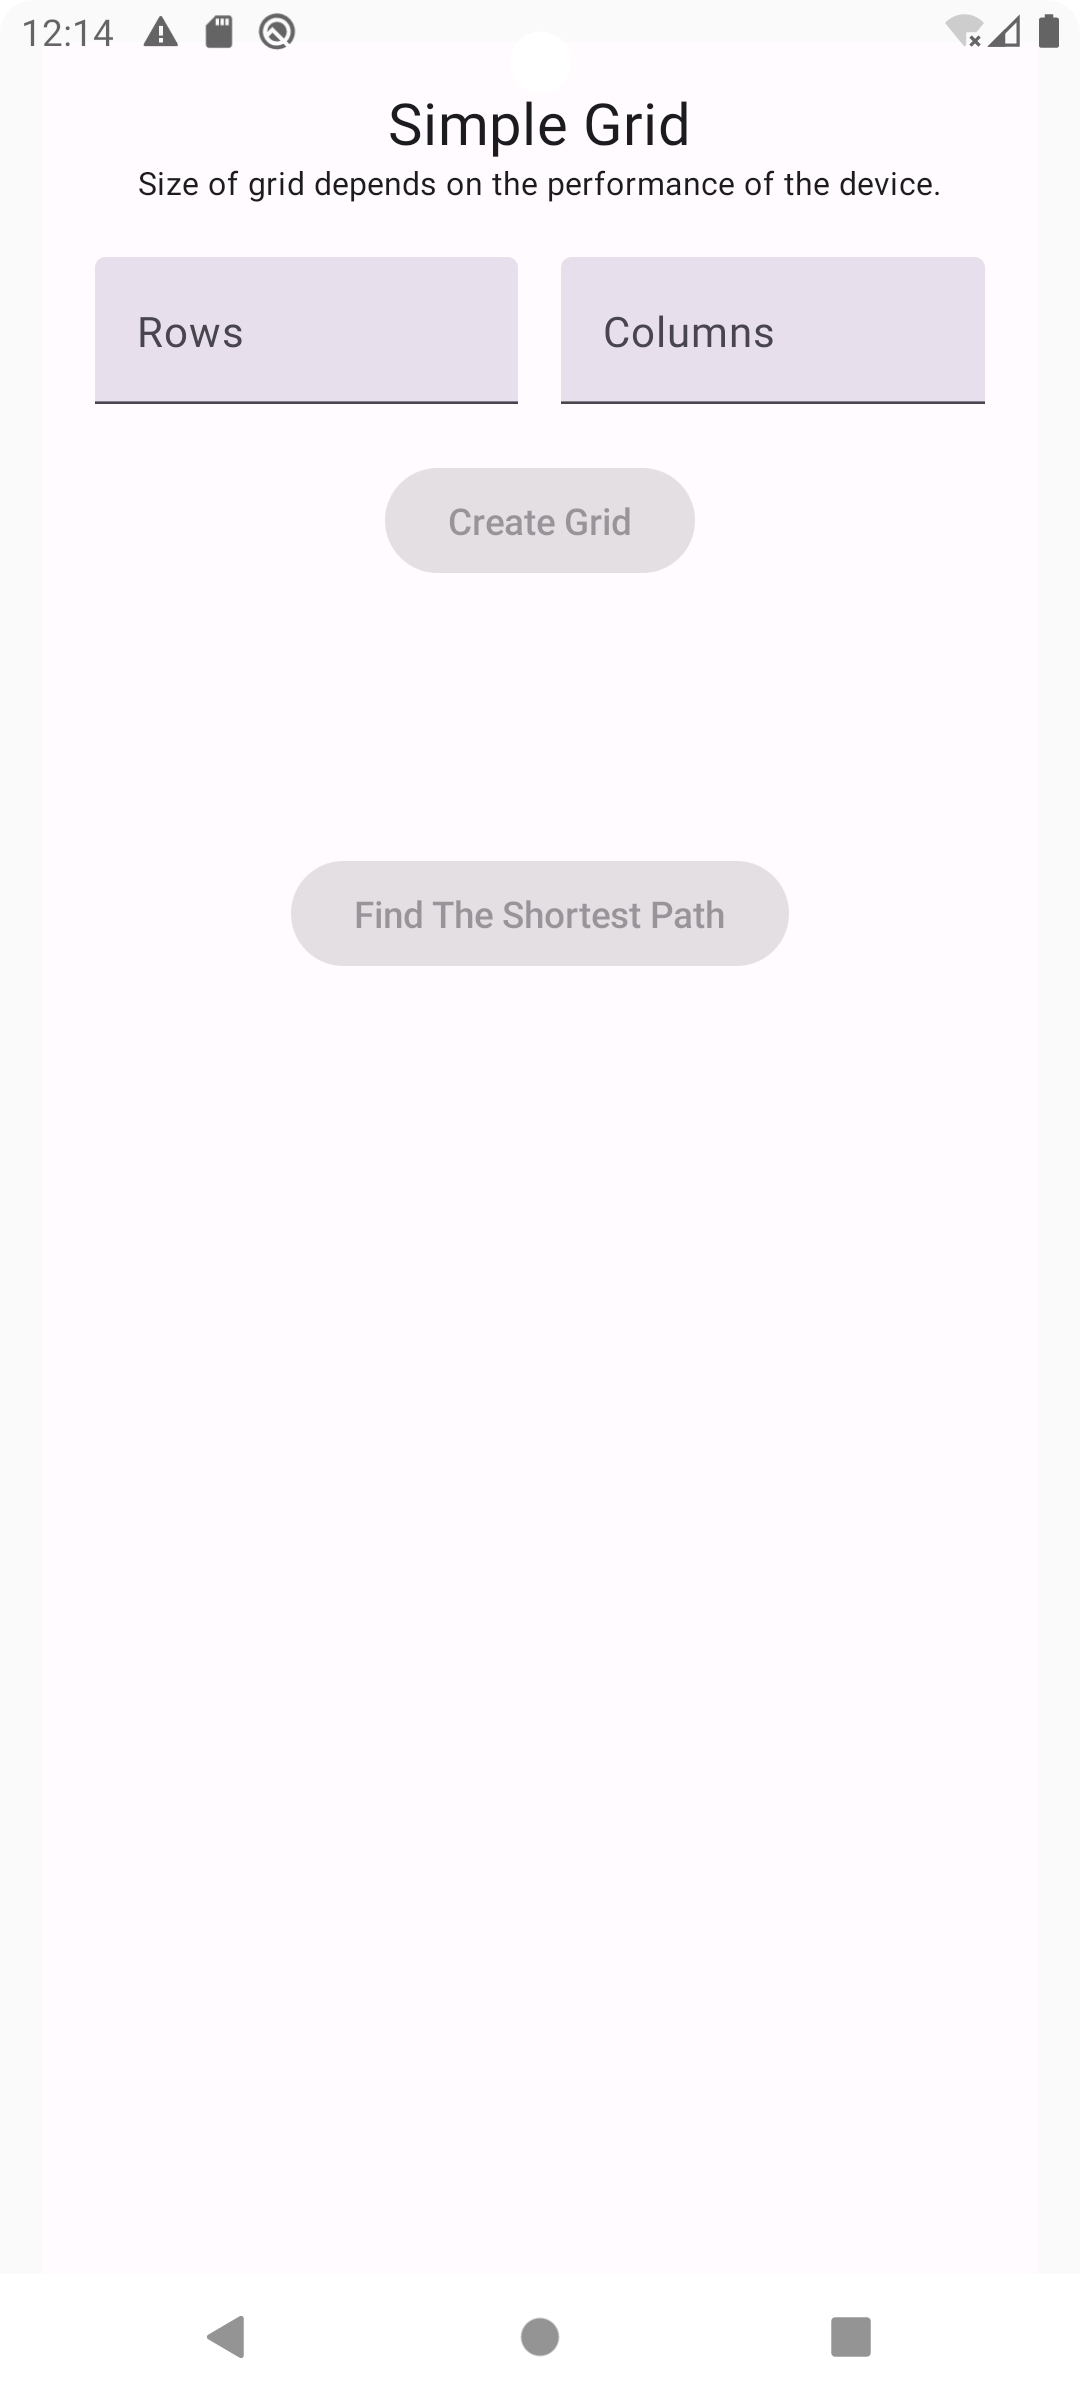 12:14
Simple Grid
Size of grid depends on the performance of the device.
Rows
Columns
Create Grid
Find The Shortest Path